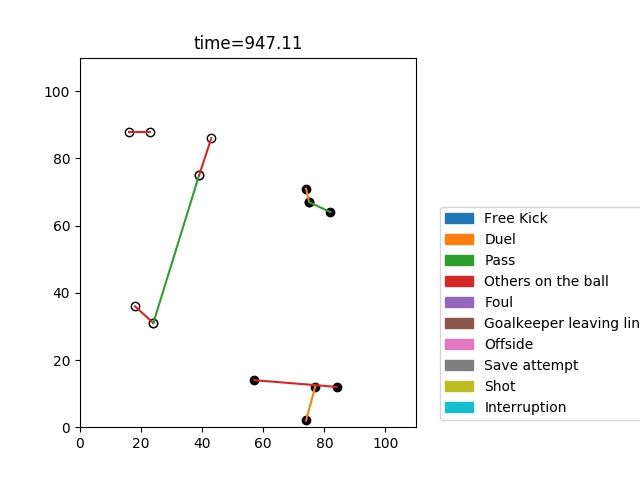 time=947.11
100
80
60
40
20
0
0 20 40 60 80 100
Free Kick
Duel
Pass
Others on the ball
Foul
Goalkeeper leaving lin
Offside
Save attempt
Shot
Interruption